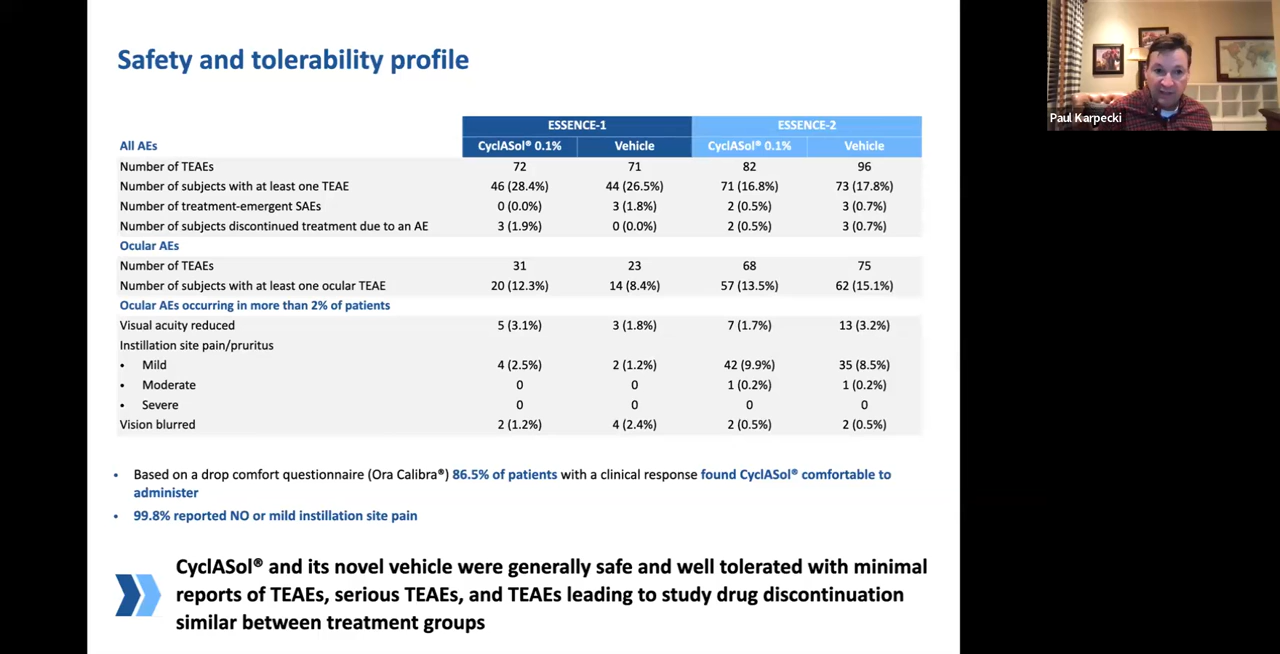 Safety and tolerability profile
Paul Karpecki
ESSENCE-1 ESSENCE-2
All AEs CyclASol® 0.1% Vehicle CyclASol® 0.1% Vehicle
Number of TEAEs 72 71 82 96
Number of subjects with at least one TEAE 46 (28.4%) 44 (26.5%) 71 (16.8%) 73 (17.8%)
Number of treatment-emergent SAEs 0 (0.0%) 3 (1.8%) 2 (0.5%) 3 (0.7%)
Number of subjects discontinued treatment due to an AE 3 (1.9%) 0 (0.0%) 2 (0.5%) 3 (0.7%)
Ocular AEs
Number of TEAEs 31 23 68 75
Number of subjects with at least one ocular TEAE 20 (12.3%) 14 (8.4%) 57 (13.5%) 62 (15.1%)
Ocular AEs occurring in more than 2% of patients
Visual acuity reduced 5 (3.1%) 3 (1.8%) 7 (1.7%) 13 (3.2%)
Instillation site pain/pruritus
• Mild 4 (2.5%) 2 (1.2%) 42 (9.9%) 35 (8.5%)
• Moderate 0 0 1 (0.2%) 1 (0.2%)
• Severe 0 0 0 0
Vision blurred 2 (1.2%) 4 (2.4%) 2 (0.5%) 2 (0.5%)
• Based on a drop comfort questionnaire (Ora Calibra®) 86.5% of patients with a clinical response found CyclASol® comfortable to
administer
• 99.8% reported NO or mild instillation site pain
CyclASol® and its novel vehicle were generally safe and well tolerated with minimal
reports of TEAEs, serious TEAEs, and TEAEs leading to study drug discontinuation
similar between treatment groups